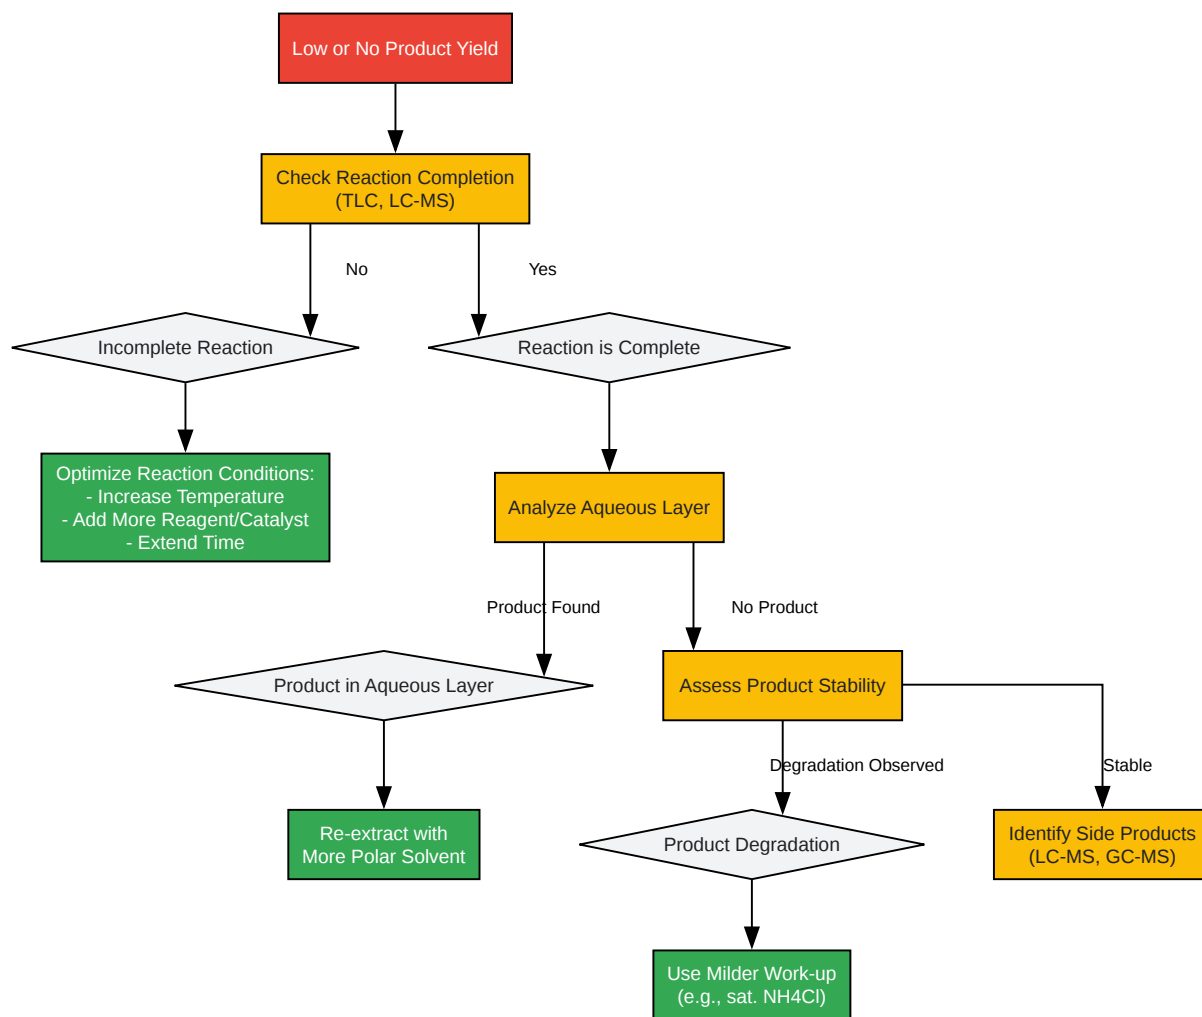 Low or No Product Yield
Check Reaction Completion
(TLC, LC-MS)
No
Yes
Incomplete Reaction
Reaction is Complete
Optimize Reaction Conditions:
- Increase Temperature
- Add More Reagent/Catalyst
- Extend Time
Analyze Aqueous Layer
Product Found
No Product
Product in Aqueous Layer
Assess Product Stability
Degradation Observed
Stable
Re-extract with
More Polar Solvent
Product Degradation
Identify Side Products
(LC-MS, GC-MS)
Use Milder Work-up
(e.g., sat. NH4Cl)